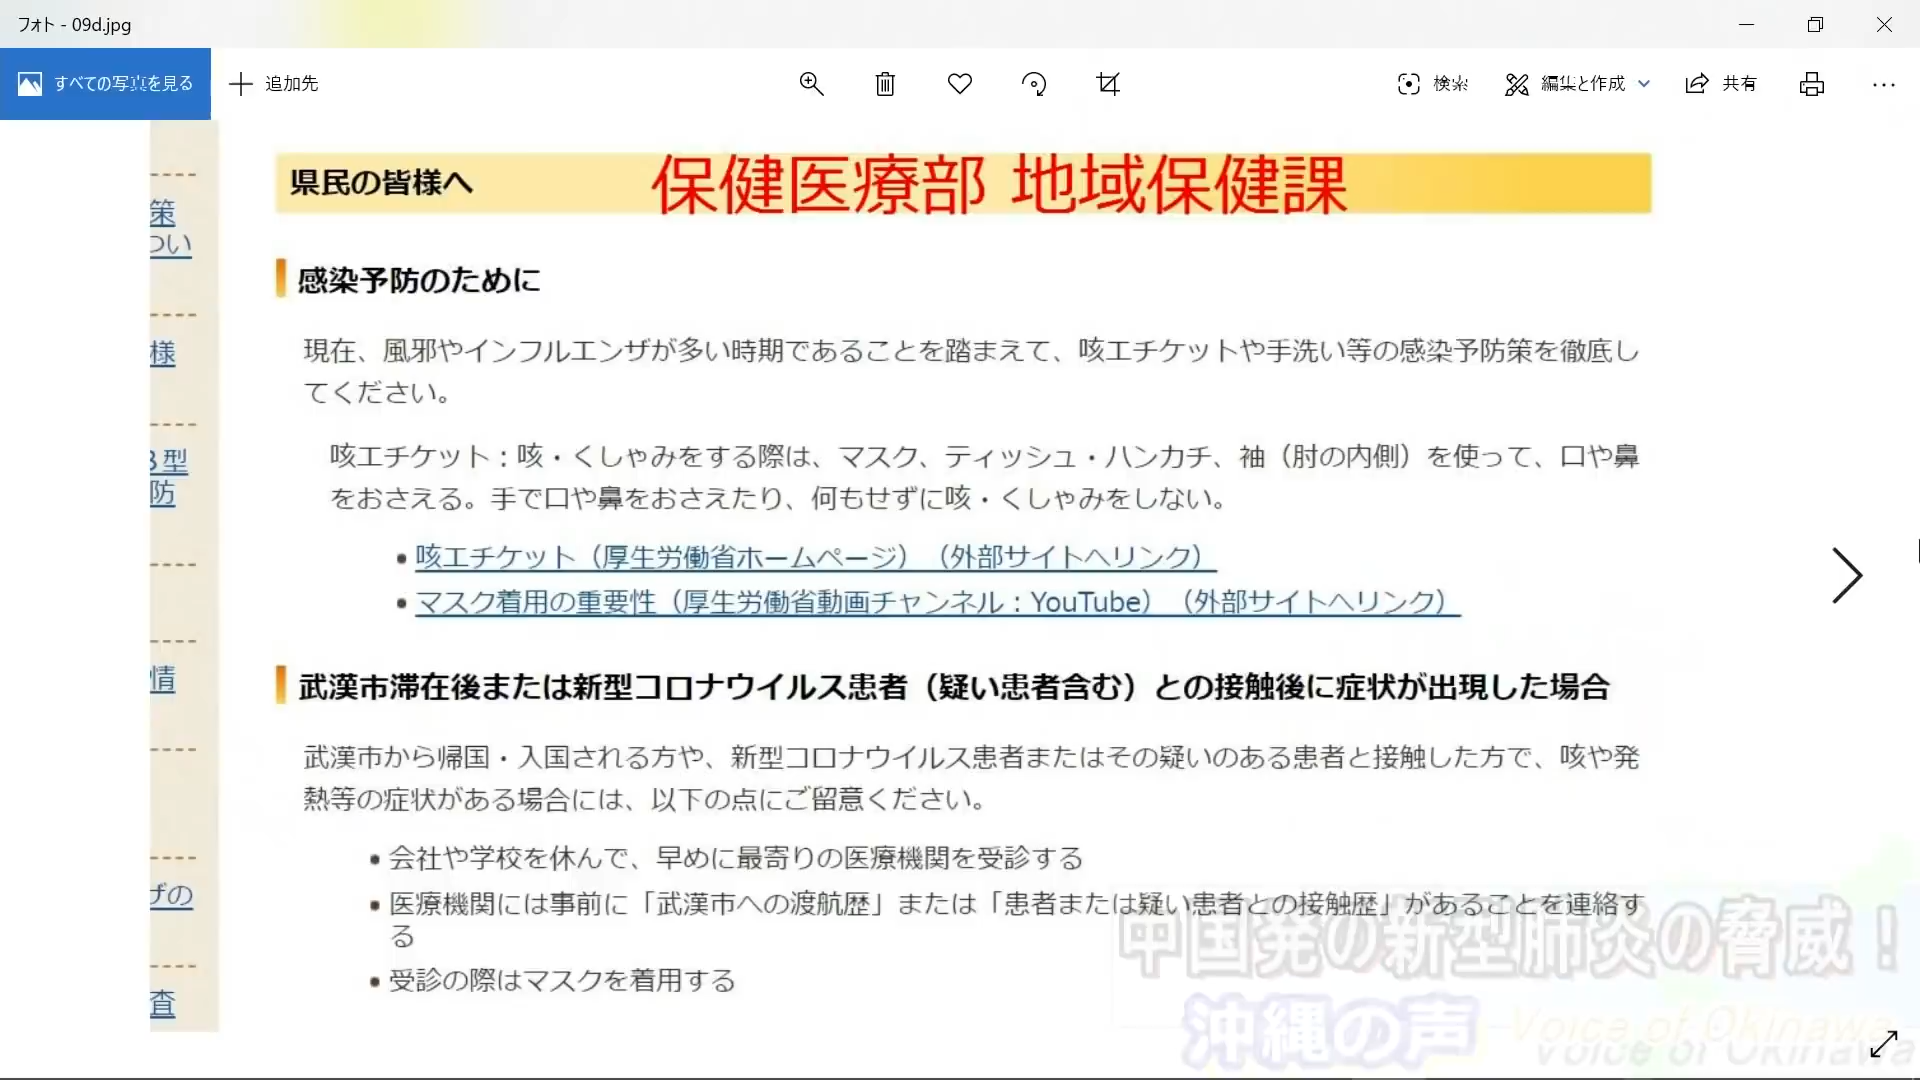 フォト - 09d.jpg
すべての写真を見る
追加先
検索
編集と作成
共有
県民の皆様へ
保健医療部 地域保健課
策
つい
様
型
防
情
ザの
査
感染予防のために
現在、風邪やインフルエンザが多い時期であることを踏まえて、咳エチケットや手洗い等の感染予防策を徹底し
てください。
咳エチケット：咳・くしゃみをする際は、マスク、ティッシュ・ハンカチ、袖（肘の内側）を使って、口や鼻
をおさえる。手で口や鼻をおさえたり、何もせずに咳・くしゃみをしない。
咳エチケット（厚生労働省ホームページ）（外部サイトへリンク）
マスク着用の重要性（厚生労働省動画チャンネル：YouTube）（外部サイトへリンク）
武漢市滞在後または新型コロナウイルス患者（疑い患者含む）との接触後に症状が出現した場合
武漢市から帰国・入国される方や、新型コロナウイルス患者またはその疑いのある患者と接触した方で、咳や発
熱等の症状がある場合には、以下の点にご留意ください。
会社や学校を休んで、早めに最寄りの医療機関を受診する
医療機関には事前に「武漢市への渡航歴」または「患者または疑い患者との接触歴」があることを連絡す
る
受診の際はマスクを着用する
中国発の新型肺炎の脅威！
沖縄の声 Voice of Okinawa